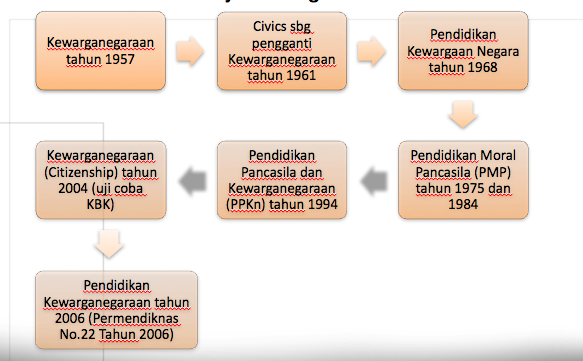 Kewarganegaraan
tahun 1957
Civics sbg
pengganti
Kewarganegaraan
tahun 1961
Pendidikan
Kewargaan Negara
tahun 1968
Pendidikan Moral
Pancasila (PMP)
tahun 1975 dan
1984
Pendidikan
Pancasila dan
Kewarganegaraan
(PPKn) tahun 1994
Kewarganegaraan
(Citizenship) tahun
2004 (uji coba
KBK)
Pendidikan
Kewarganegaraan tahun
2006 (Permendiknas
No.22 Tahun 2006)